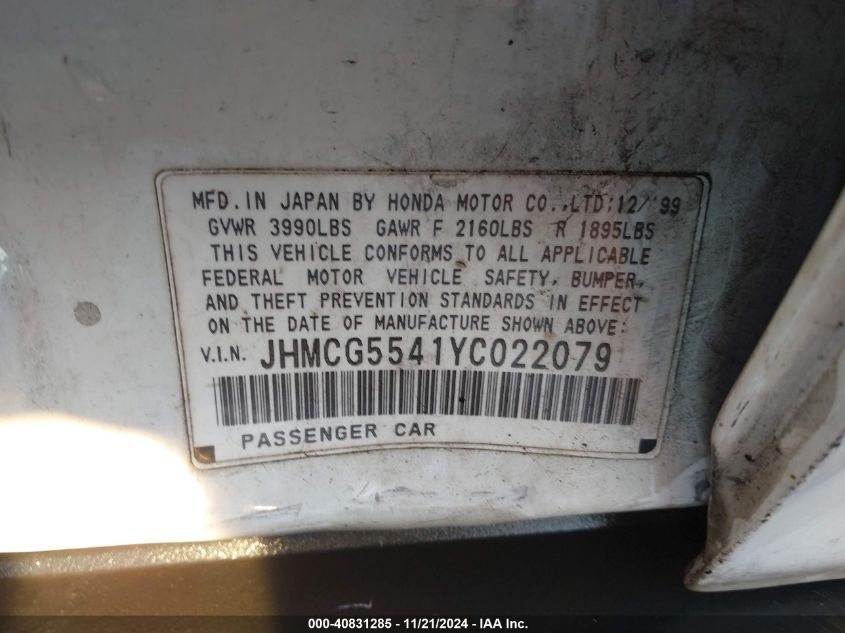 MFD. IN JAPAN BY HONDA MOTOR CO.,LTD:12/'99
GVWR 3990LBS GAWR F 2160LBS R 1895LBS
THIS VEHICLE CONFORMS TO ALL APPLICABLE
FEDERAL MOTOR VEHICLE SAFETY, BUMPER,
AND THEFT PREVENTION STANDARDS IN EFFECT
ON THE DATE OF MANUFACTURE SHOWN ABOVE:
V.I.N. JHMCG5541YC022079
PASSENGER CAR
000-40831285 - 11/21/2024 - IAA Inc.